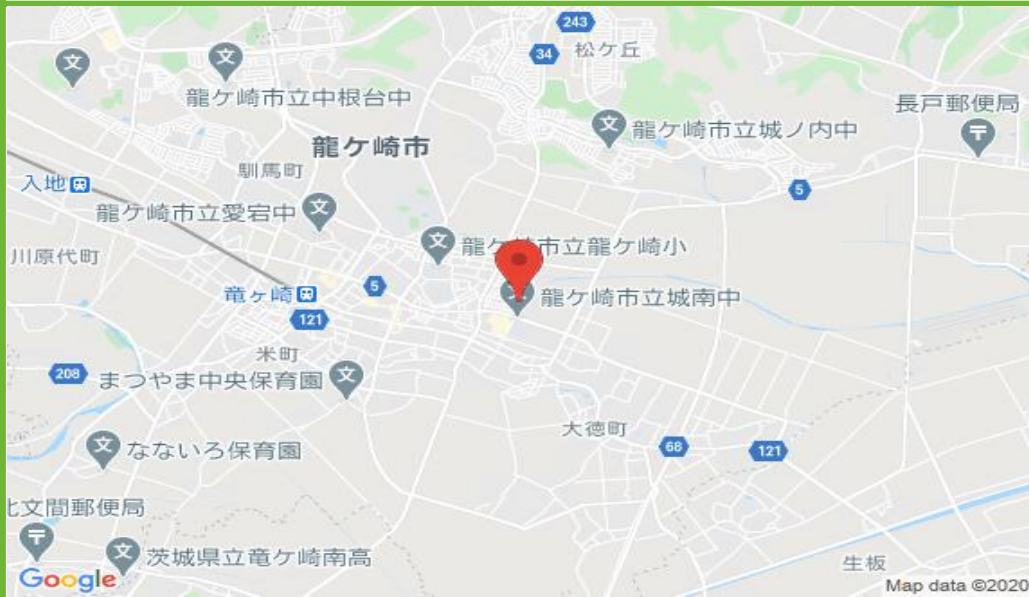 243
34
松ケ丘
龍ケ崎市立中根台中
長戸郵便局
龍ケ崎市立城ノ内中
龍ケ崎市
馴馬町
入地
5
龍ケ崎市立愛宕中
川原代町
龍ケ崎市立龍ケ崎小
竜ヶ崎
5
龍ケ崎市立城南中
121
米町
208
まつやま中央保育園
大徳町
なないろ保育園
68
121
北文間郵便局
茨城県立竜ケ崎南高
生板
Google
Map data ©2020